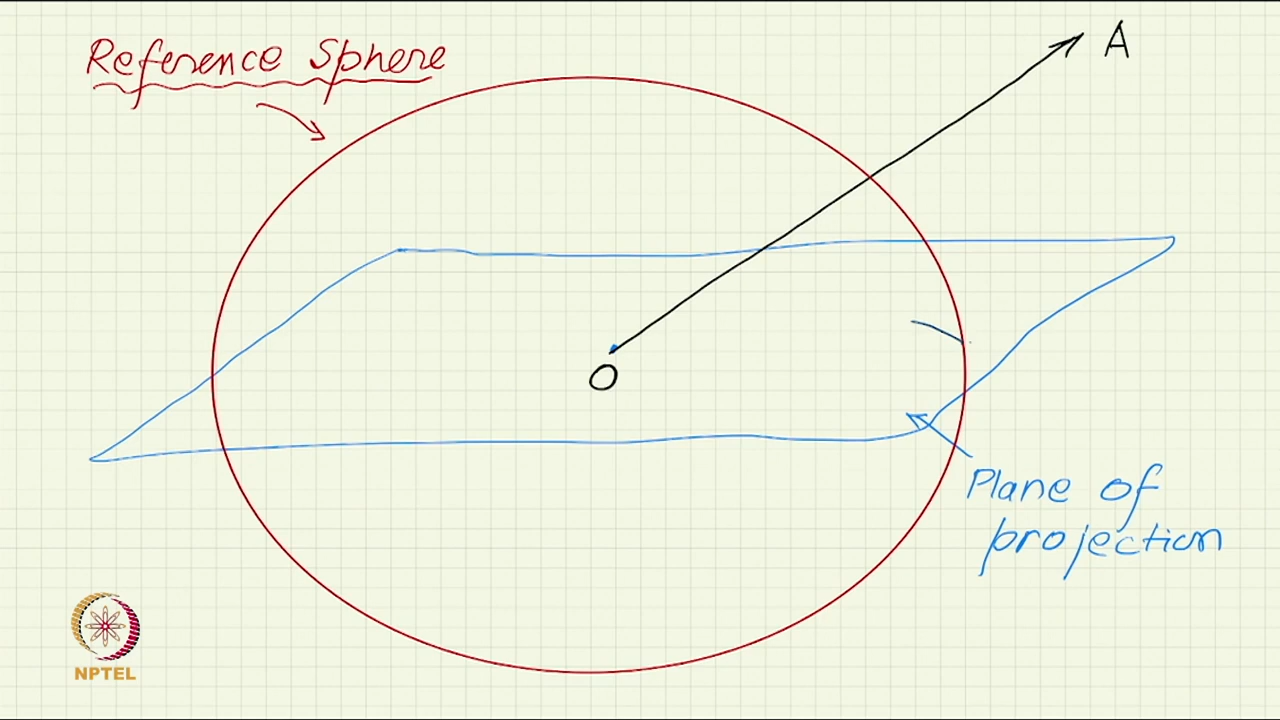 Reference Sphere
A
O
Plane of
projection
NPTEL